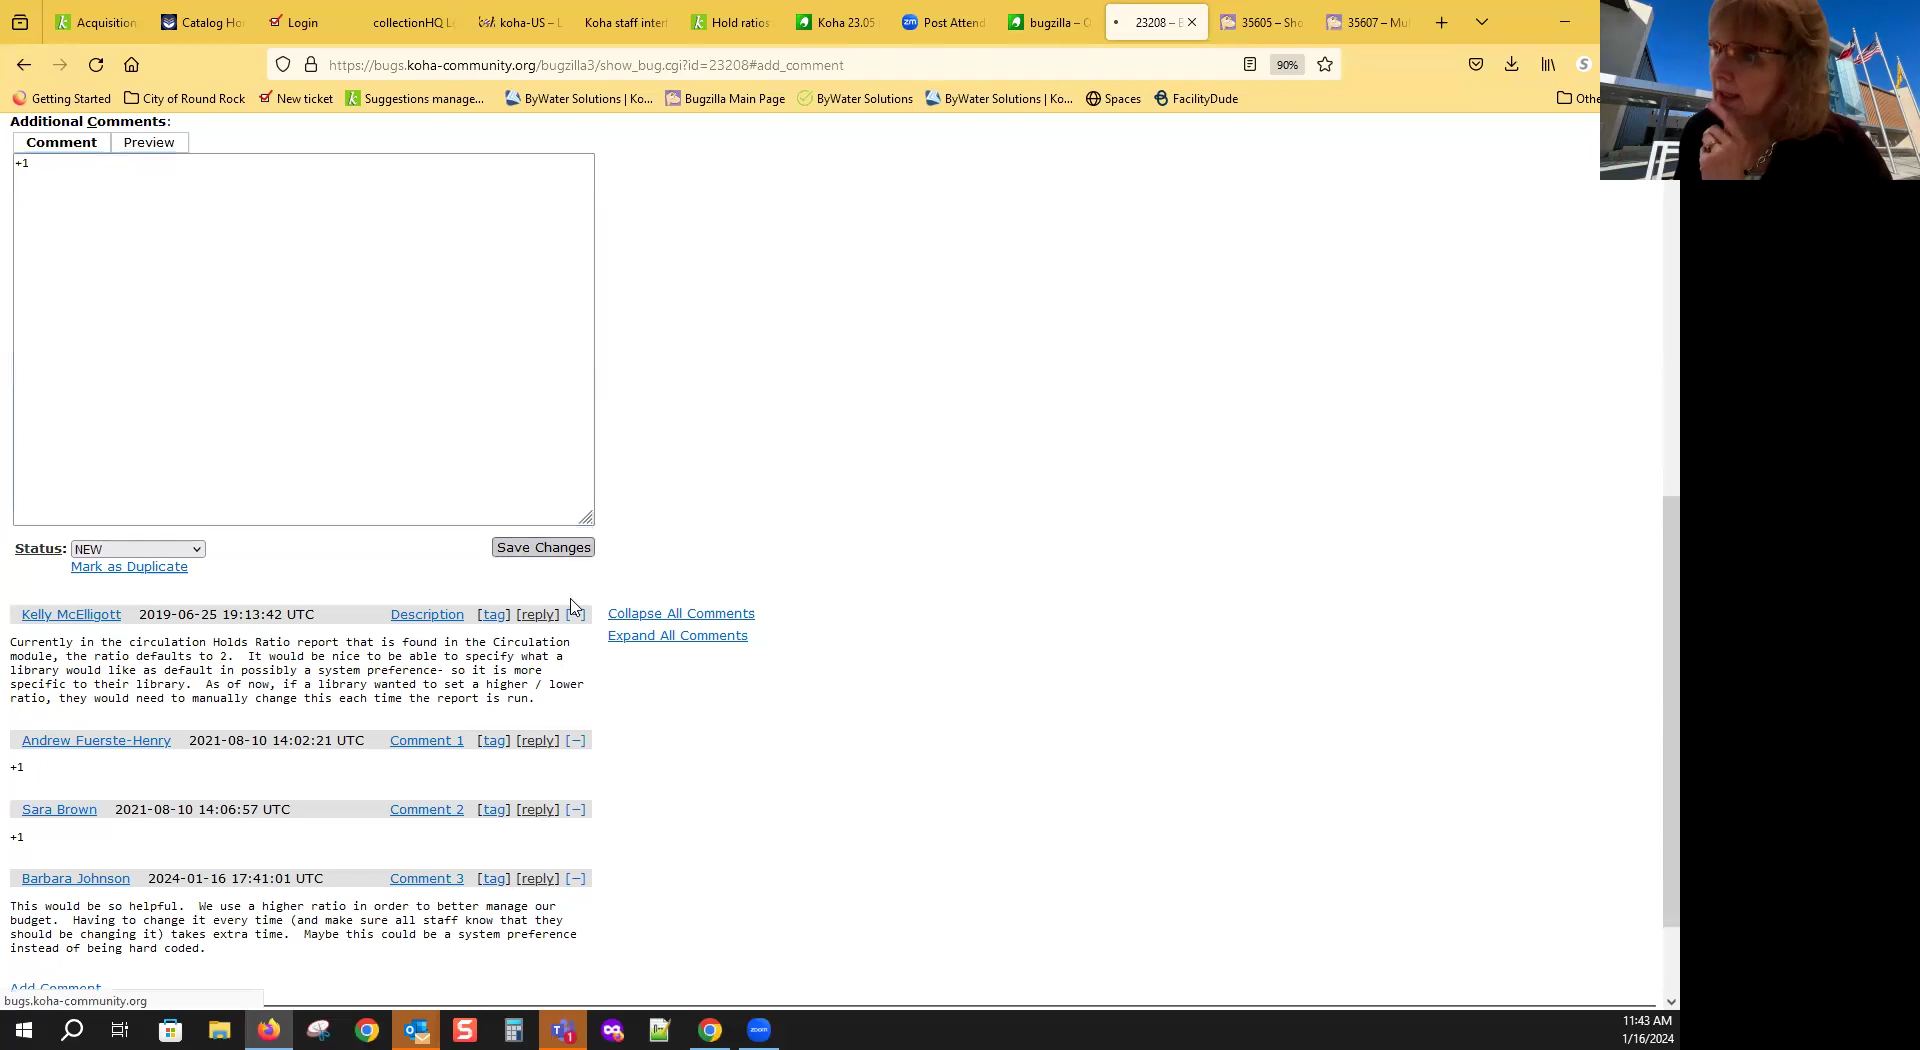 Acquisition
Catalog Ho
Login
collectionHQ L
koha-US – L
Koha staff interf
Hold ratios
Koha 23.05
Post Attend
bugzilla – C
23208 – B
35605 – Sho
35607 – Mul
https://bugs.koha-community.org/bugzilla3/show_bug.cgi?id=23208#add_comment
90%
Getting Started
City of Round Rock
New ticket
Suggestions manage...
ByWater Solutions | Ko...
Bugzilla Main Page
ByWater Solutions
ByWater Solutions | Ko...
Spaces
FacilityDude
Othe
Additional Comments:
Comment Preview
+1
Status: NEW Save Changes
Mark as Duplicate
Kelly McElligott 2019-06-25 19:13:42 UTC Description [tag] [reply] [−]
Collapse All Comments
Expand All Comments
Currently in the circulation Holds Ratio report that is found in the Circulation
module, the ratio defaults to 2. It would be nice to be able to specify what a
library would like as default in possibly a system preference- so it is more
specific to their library. As of now, if a library wanted to set a higher / lower
ratio, they would need to manually change this each time the report is run.
Andrew Fuerste-Henry 2021-08-10 14:02:21 UTC Comment 1 [tag] [reply] [−]
+1
Sara Brown 2021-08-10 14:06:57 UTC Comment 2 [tag] [reply] [−]
+1
Barbara Johnson 2024-01-16 17:41:01 UTC Comment 3 [tag] [reply] [−]
This would be so helpful. We use a higher ratio in order to better manage our
budget. Having to change it every time (and make sure all staff know that they
should be changing it) takes extra time. Maybe this could be a system preference
instead of being hard coded.
Add Comment
bugs.koha-community.org
11:43 AM
1/16/2024